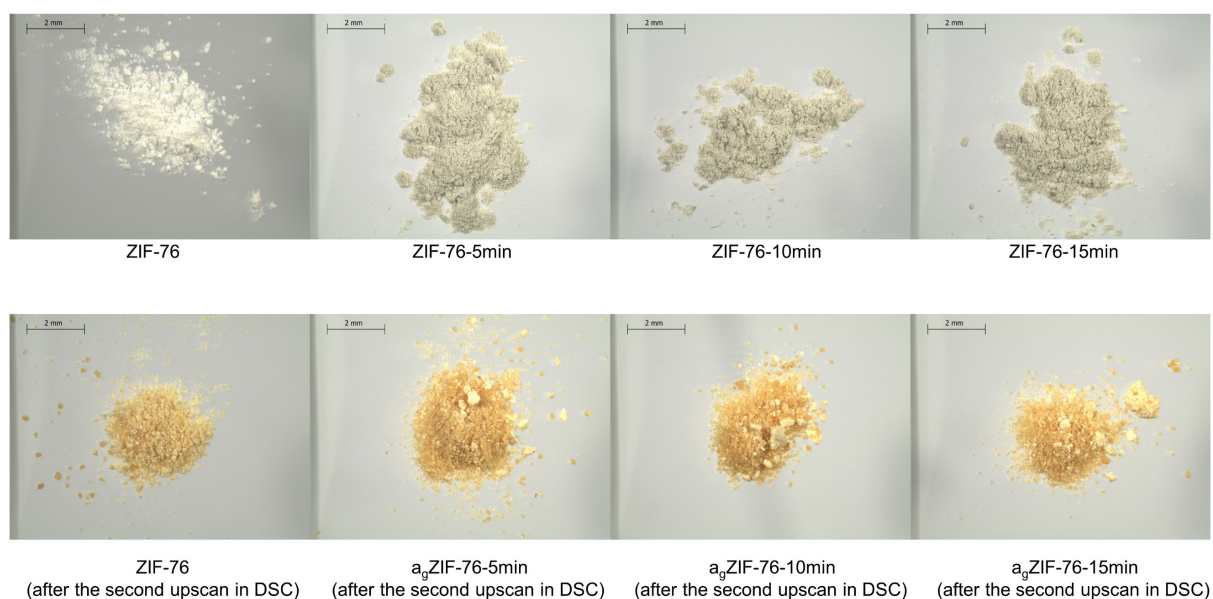 2 mm
2 mm
2 mm
2 mm
ZIF-76
ZIF-76-5min
ZIF-76-10min
ZIF-76-15min
2 mm
2 mm
2 mm
2 mm
ZIF-76
(after the second upscan in DSC)
agZIF-76-5min
(after the second upscan in DSC)
agZIF-76-10min
(after the second upscan in DSC)
agZIF-76-15min
(after the second upscan in DSC)